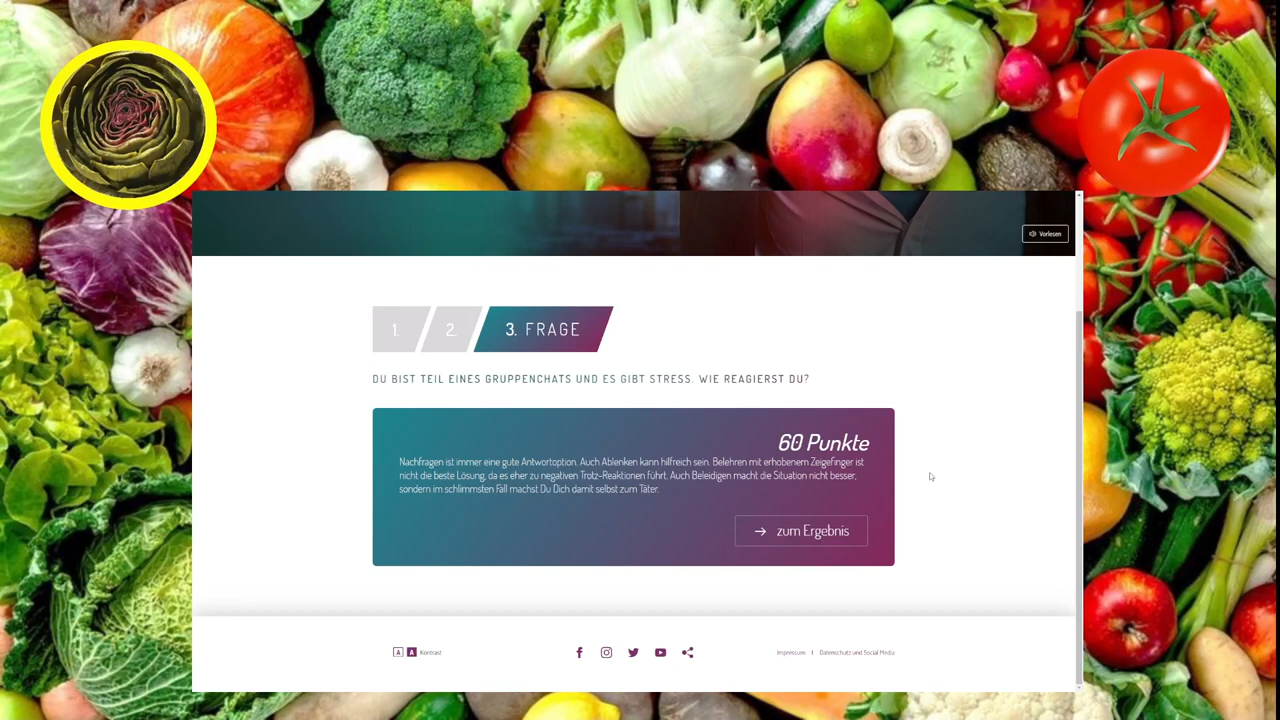 Vorlesen
1. 2. 3. FRAGE
DU BIST TEIL EINES GRUPPENCHATS UND ES GIBT STRESS. WIE REAGIERST DU?
60 Punkte
Nachfragen ist immer eine gute Antwortoption. Auch Ablenken kann hilfreich sein. Belehren mit erhobenem Zeigefinger ist
nicht die beste Lösung, da es eher zu negativen Trotz-Reaktionen führt. Auch Beleidigen macht die Situation nicht besser,
sondern im schlimmsten Fall machst Du Dich damit selbst zum Täter.
→ zum Ergebnis
A A Kontrast
Impressum | Datenschutz und Social Media